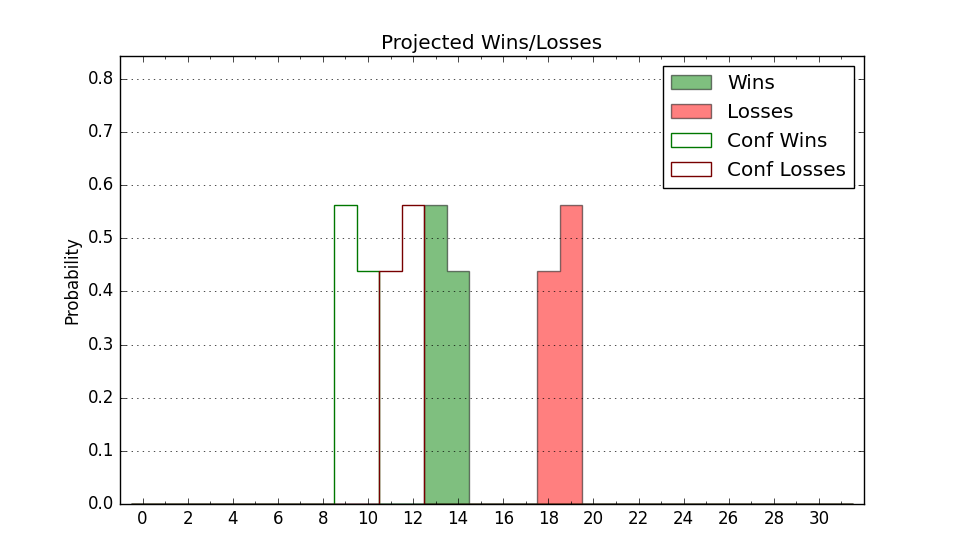 Projected Wins/Losses
Wins
Losses
Conf Wins
Conf Losses
Probability
0.8
0.7
0.6
0.5
0.4
0.3
0.2
0.1
0.0
0 2 4 6 8 10 12 14 16 18 20 22 24 26 28 30